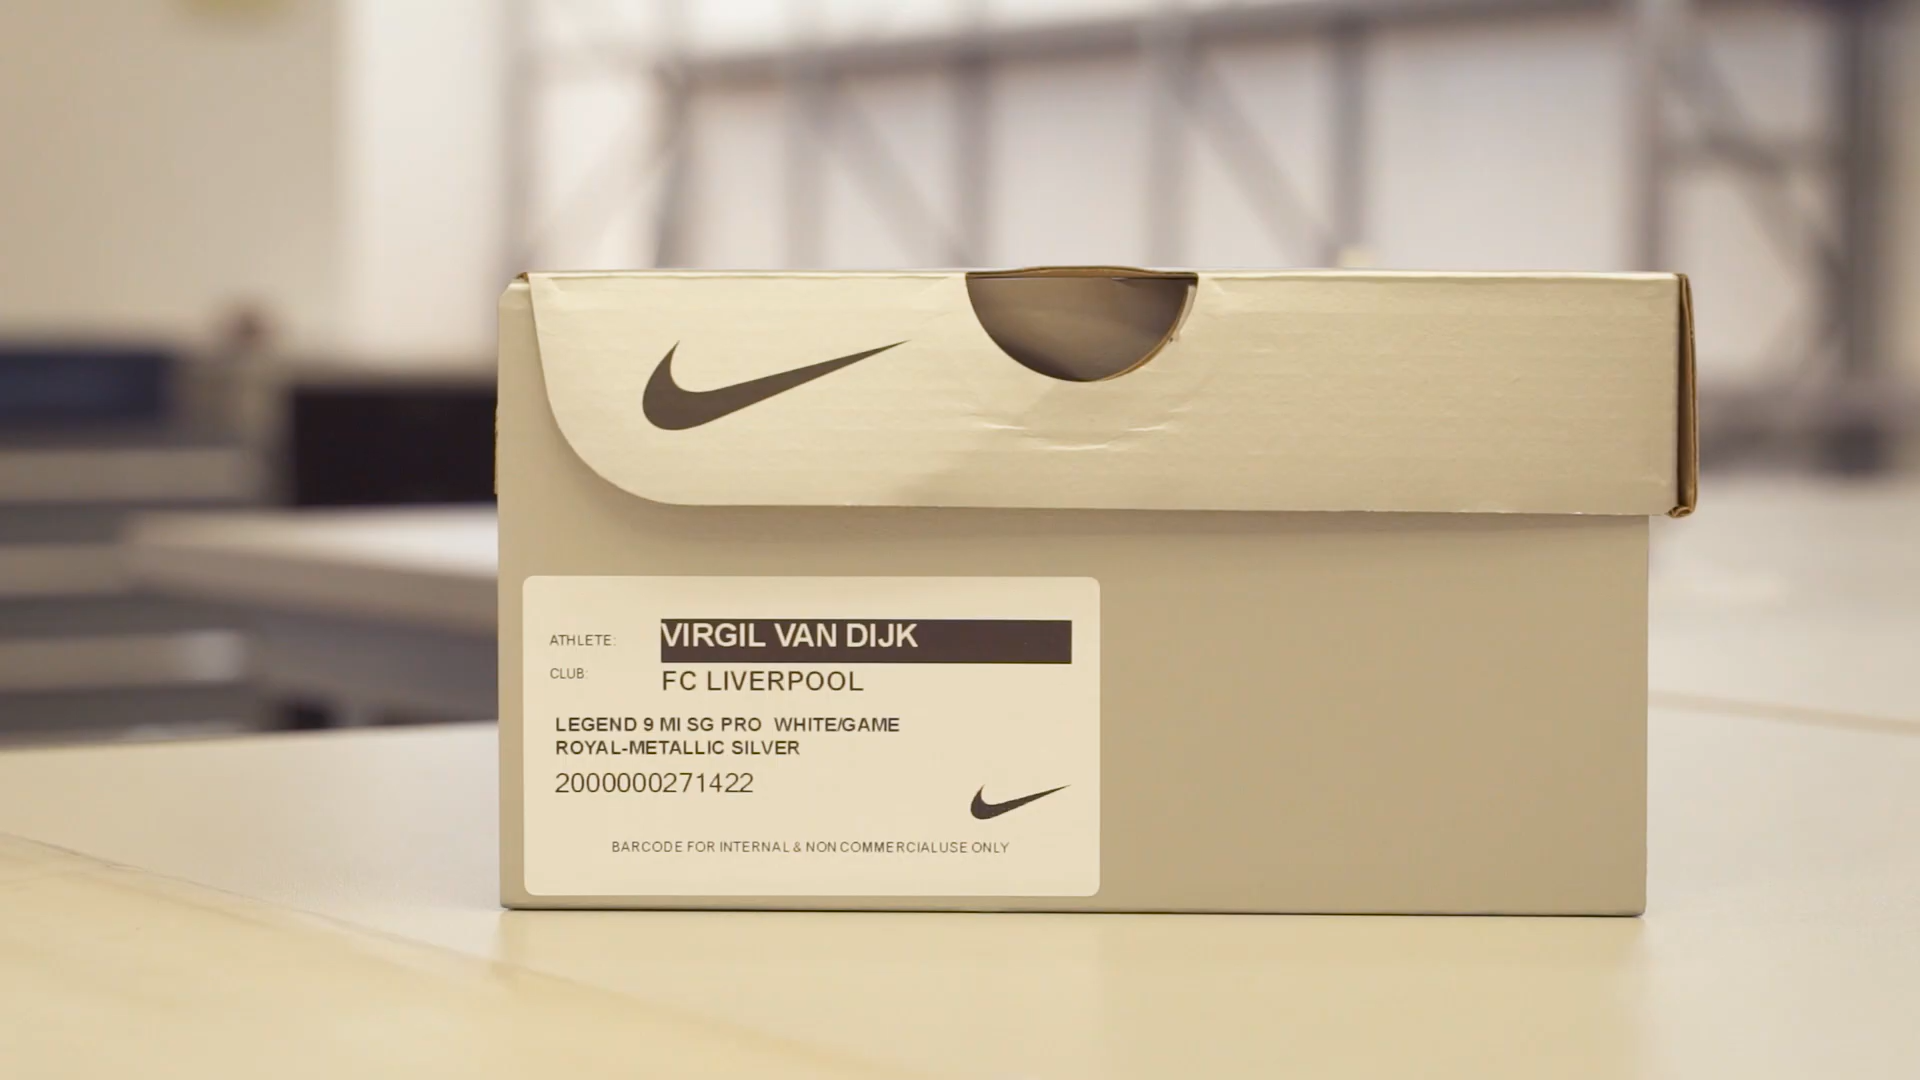 ATHLETE: VIRGIL VAN DIJK
CLUB: FC LIVERPOOL
LEGEND 9 MI SG PRO  WHITE/GAME
ROYAL-METALLIC SILVER
2000000271422
BARCODE FOR INTERNAL & NON COMMERCIALUSE ONLY